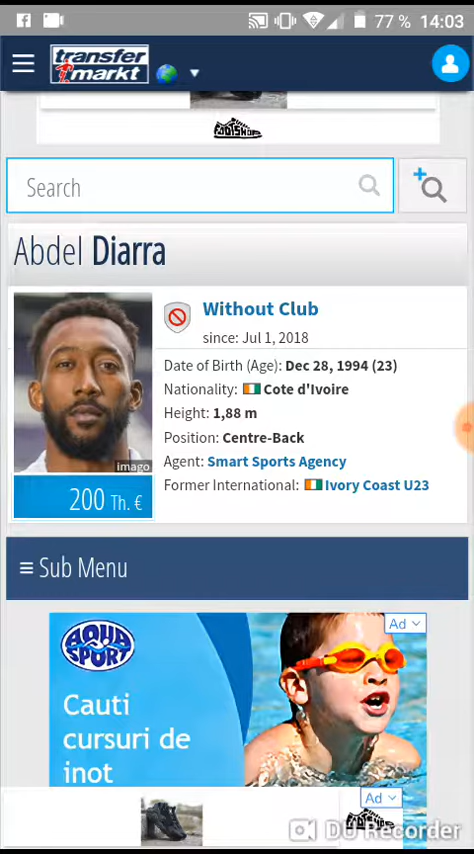 77 % 14:03
transfer
markt
FOOTSHOP
Search
Abdel Diarra
Without Club
since: Jul 1, 2018
Date of Birth (Age): Dec 28, 1994 (23)
Nationality: Cote d'Ivoire
Height: 1,88 m
Position: Centre-Back
Agent: Smart Sports Agency
Former International: Ivory Coast U23
imago
200 Th. €
≡ Sub Menu
Ad
AQUA
SPORT
Cauti
cursuri de
inot
Ad
FOOTSHOP
DU Recorder